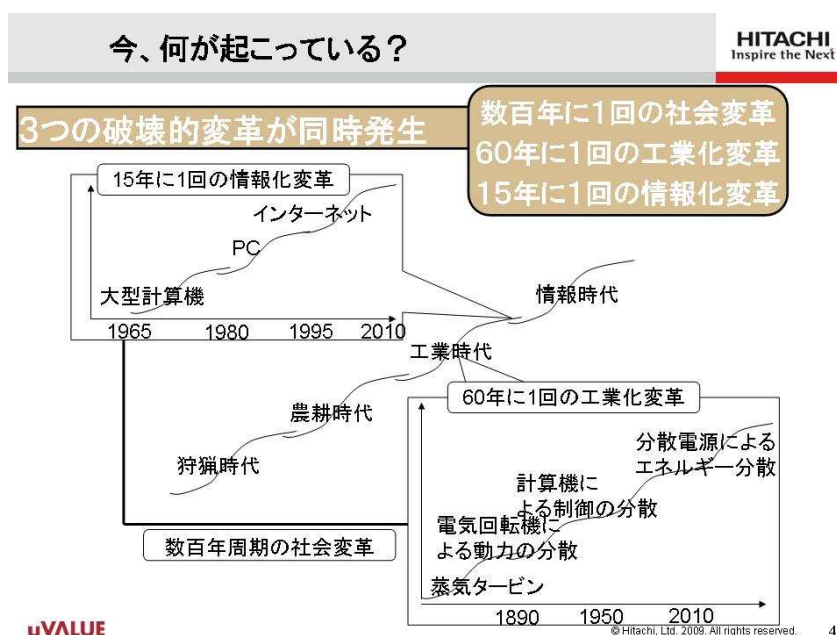 今、何が起こっている？
HITACHI
Inspire the Next
3つの破壊的変革が同時発生
数百年に1回の社会変革
60年に1回の工業化変革
15年に1回の情報化変革
15年に1回の情報化変革
インターネット
PC
大型計算機
1965
1980
1995
2010
情報時代
工業時代
農耕時代
狩猟時代
数百年周期の社会変革
60年に1回の工業化変革
分散電源による
エネルギー分散
計算機に
よる制御の分散
電気回転機に
よる動力の分散
蒸気タービン
1890
1950
2010
uVALUE
© Hitachi, Ltd. 2009. All rights reserved.
4